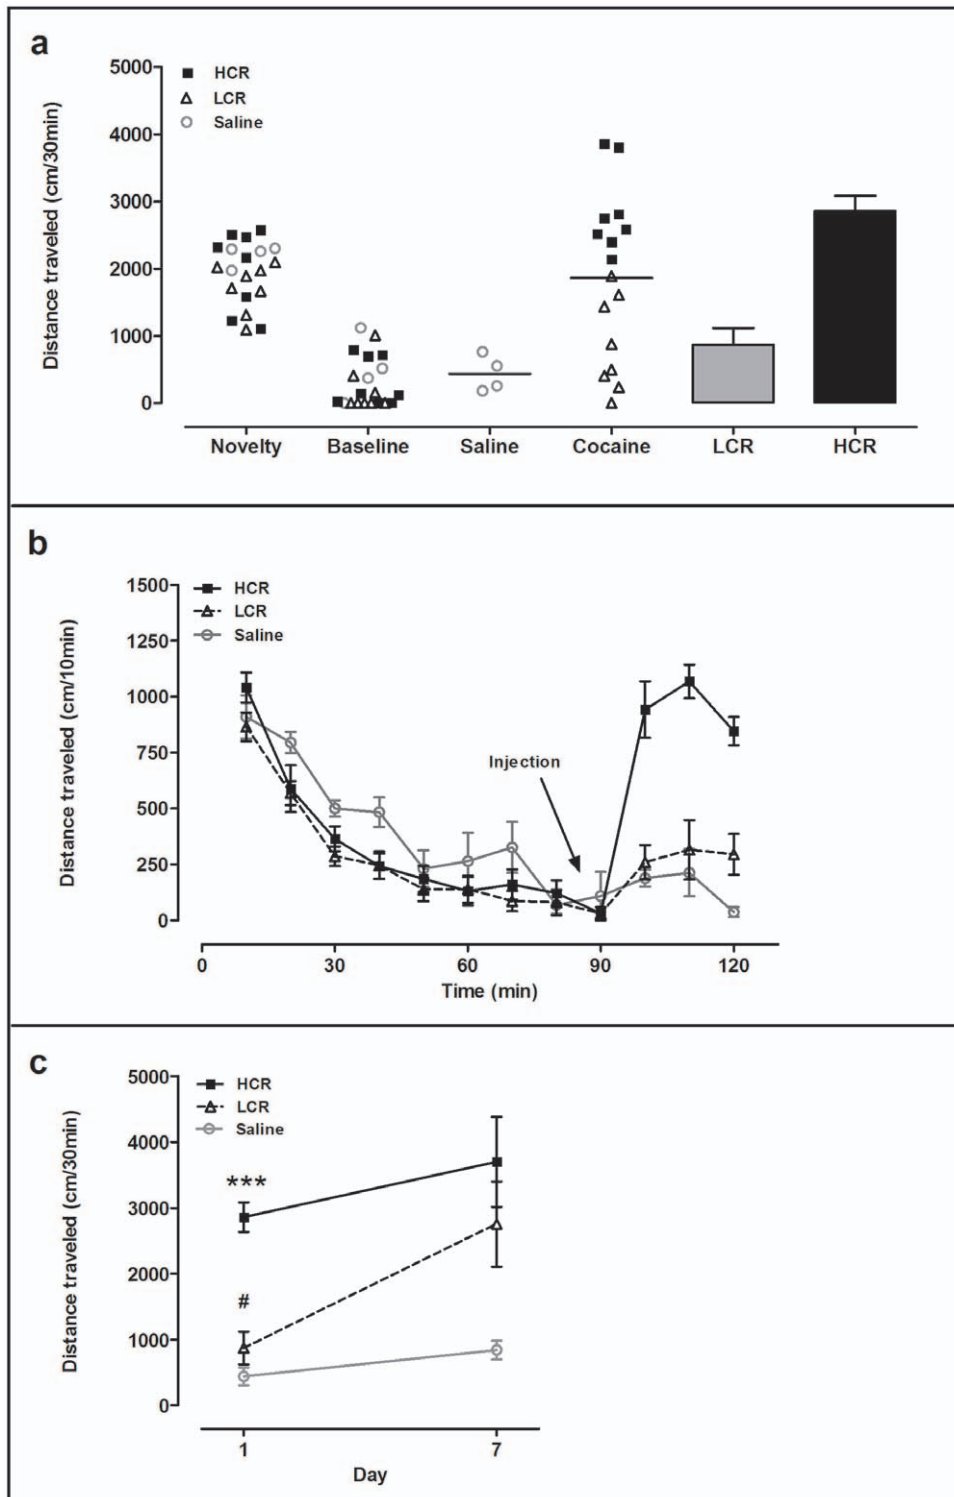 a
Distance traveled (cm/30min)
5000
4000
3000
2000
1000
0
HCR
LCR
Saline
Novelty Baseline Saline Cocaine LCR HCR
b
Distance traveled (cm/10min)
1500
1250
1000
750
500
250
0
HCR
LCR
Saline
Injection
0 30 60 90 120
Time (min)
c
Distance traveled (cm/30min)
5000
4000
3000
2000
1000
0
HCR
LCR
Saline
***
#
1 7
Day